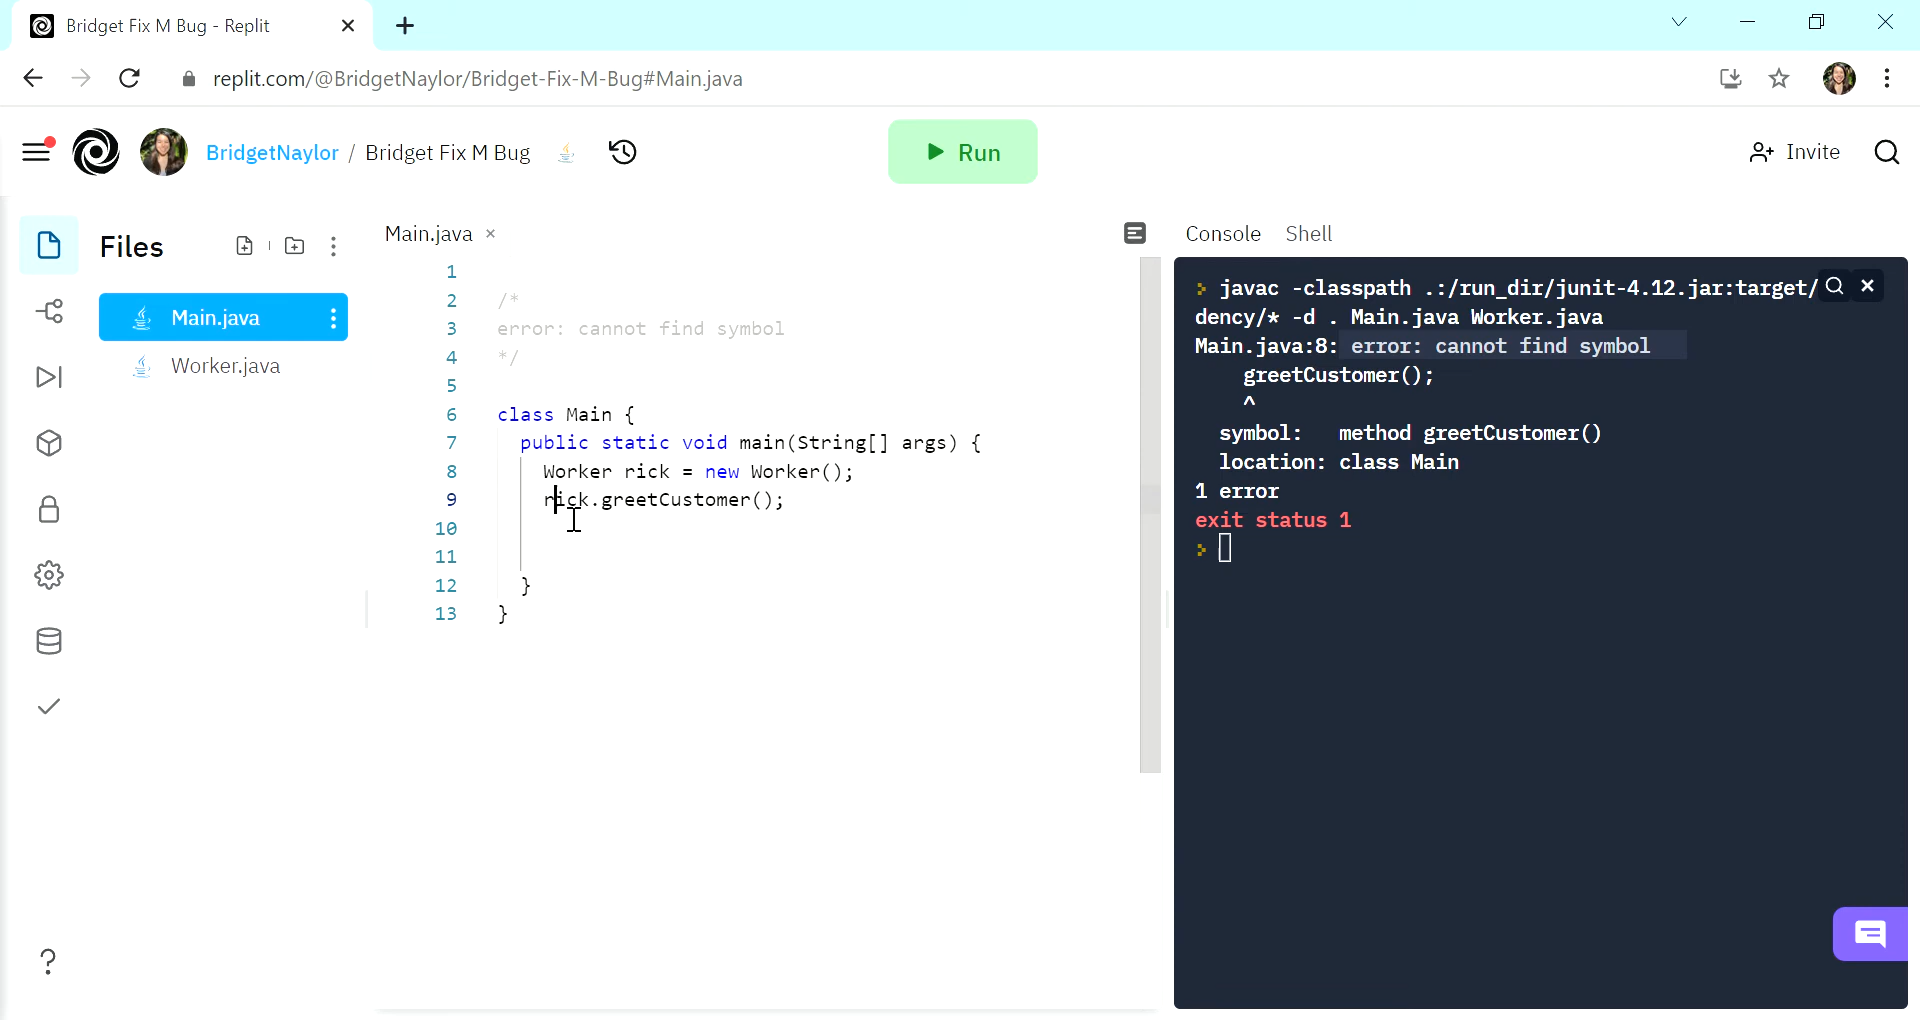 Bridget Fix M Bug - Replit
replit.com/@BridgetNaylor/Bridget-Fix-M-Bug#Main.java
BridgetNaylor / Bridget Fix M Bug
Run
Invite
Files
Main.java
Worker.java
Main.java ×
1
2 /*
3 error: cannot find symbol
4 */
5
6 class Main {
7 public static void main(String[] args) {
8 Worker rick = new Worker();
9 rick.greetCustomer();
10
11
12 }
13 }
Console Shell
> javac -classpath .:/run_dir/junit-4.12.jar:target/
dency/* -d . Main.java Worker.java
Main.java:8: error: cannot find symbol
greetCustomer();
^
symbol: method greetCustomer()
location: class Main
1 error
exit status 1
>